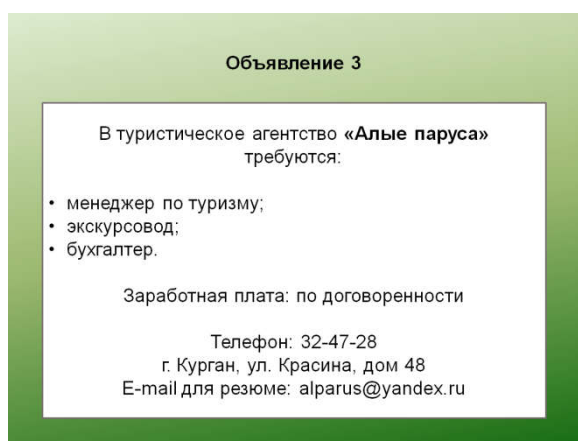 Объявление 3
В туристическое агентство «Алые паруса»
требуются:
• менеджер по туризму;
• экскурсовод;
• бухгалтер.
Заработная плата: по договоренности
Телефон: 32-47-28
г. Курган, ул. Красина, дом 48
E-mail для резюме: alparus@yandex.ru